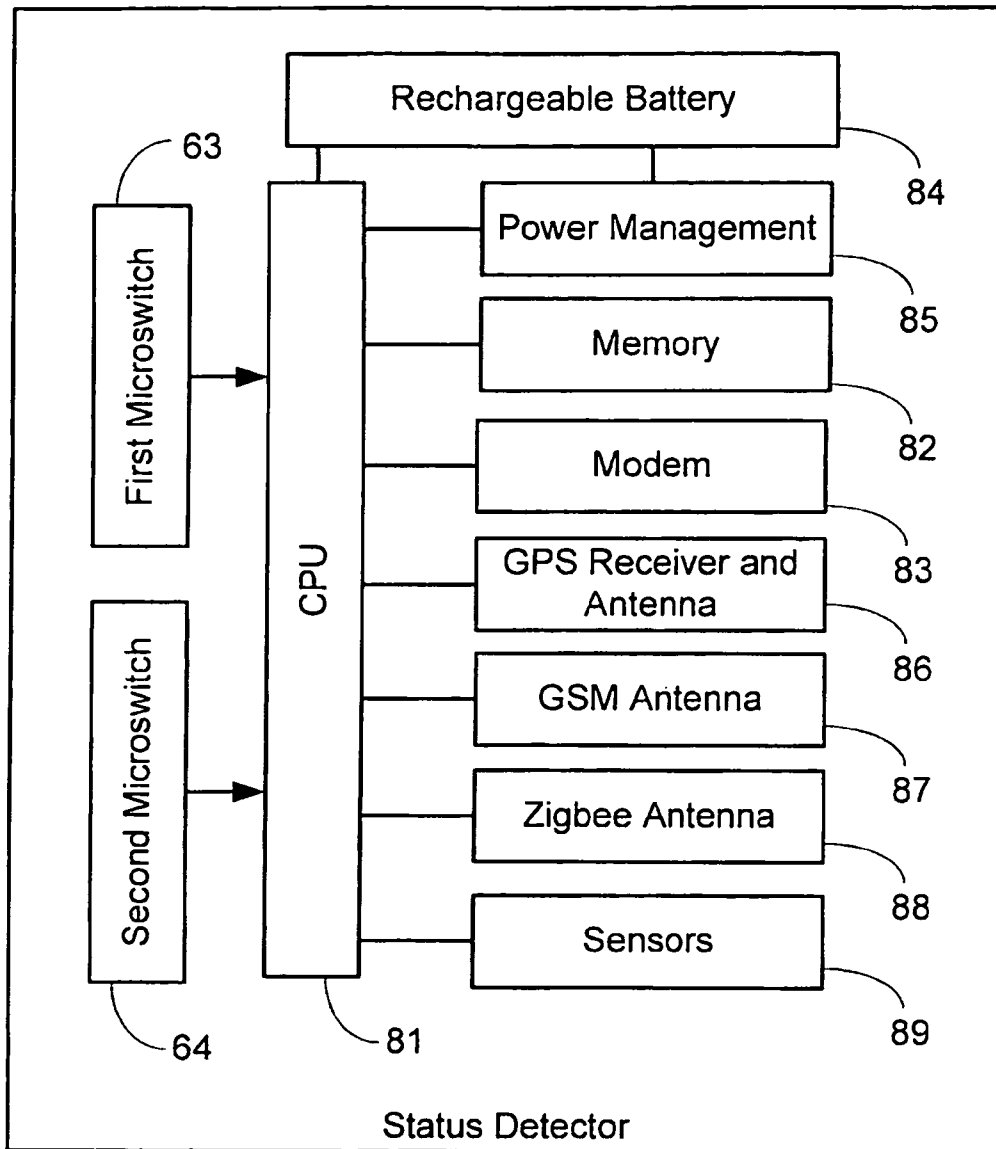 Rechargeable Battery
84
63
First Microswitch
Power Management
85
Memory
82
Modem
83
CPU
GPS Receiver and
Antenna
86
Second Microswitch
GSM Antenna
87
Zigbee Antenna
88
Sensors
89
64
81
Status Detector